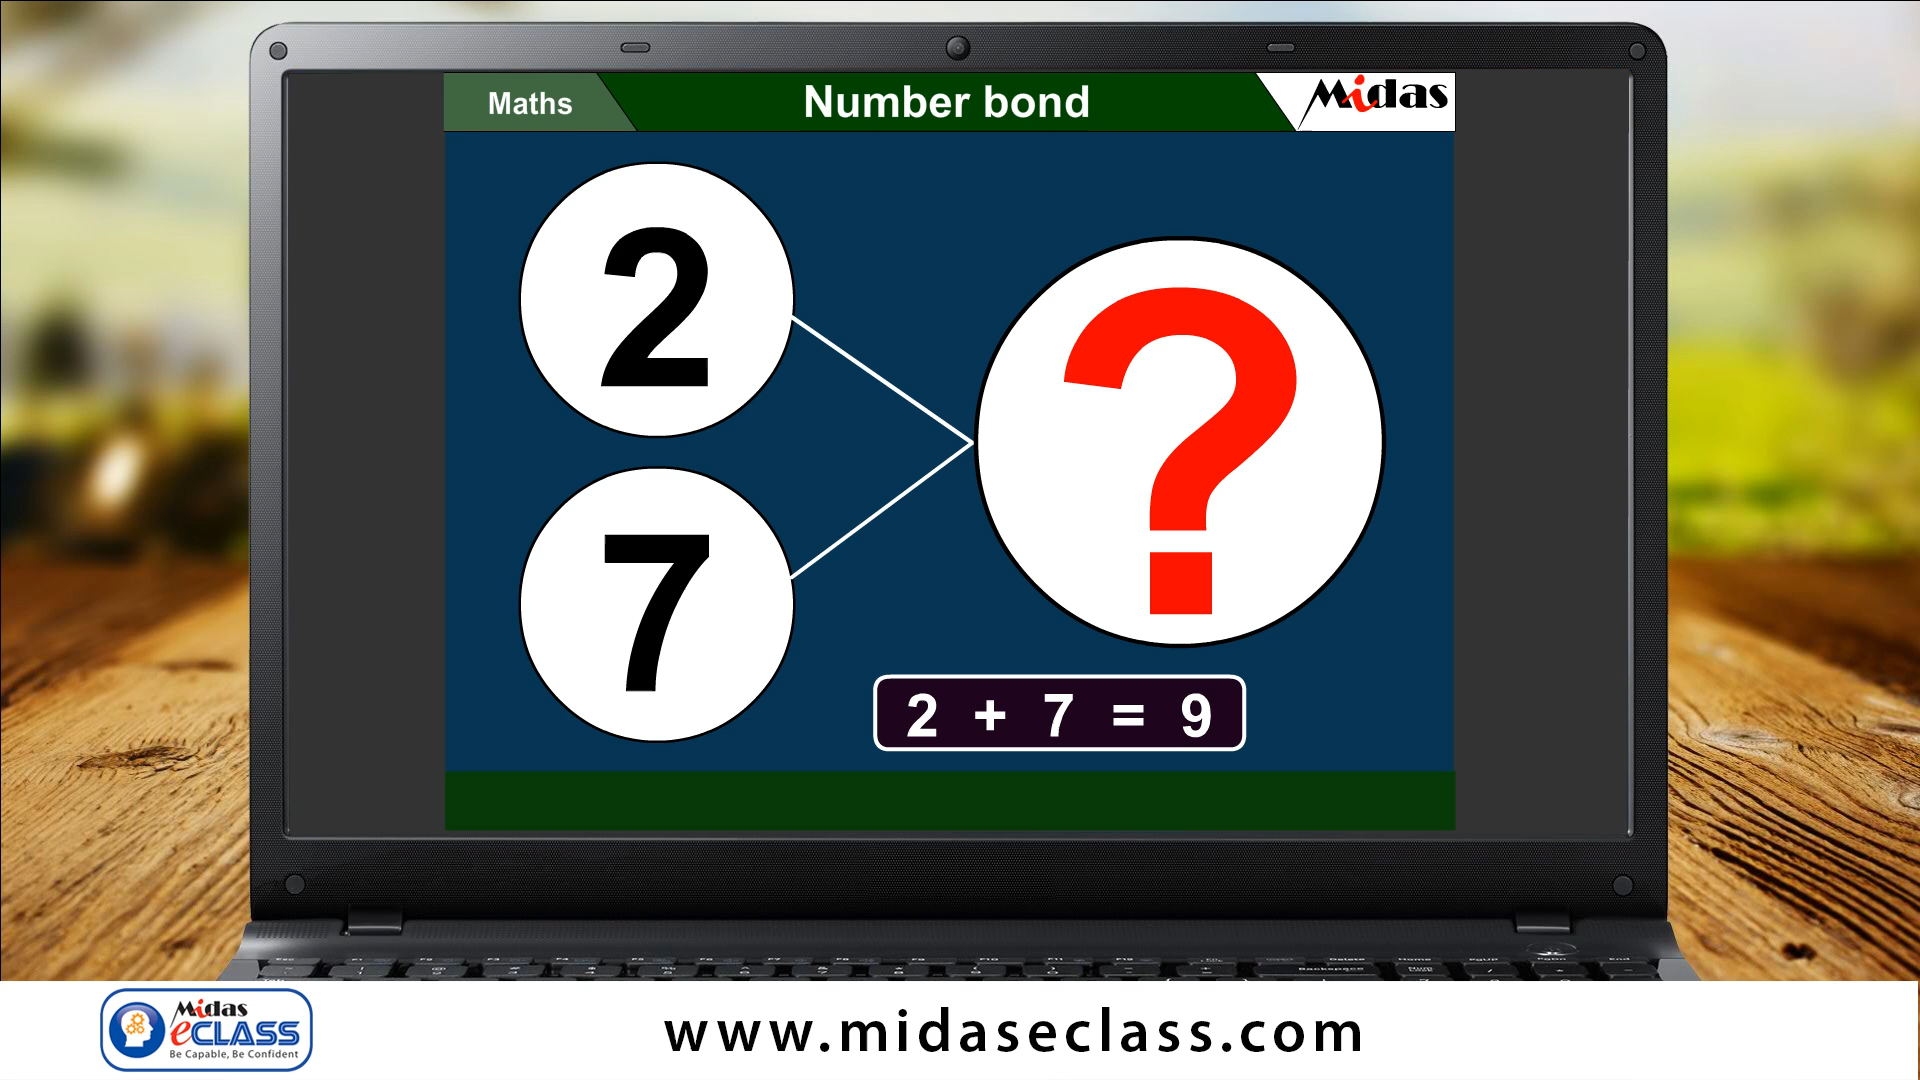 Maths
Number bond
Midas
2
?
7
2 + 7 = 9
Midas
eCLASS
Be Capable, Be Confident
www.midaseclass.com